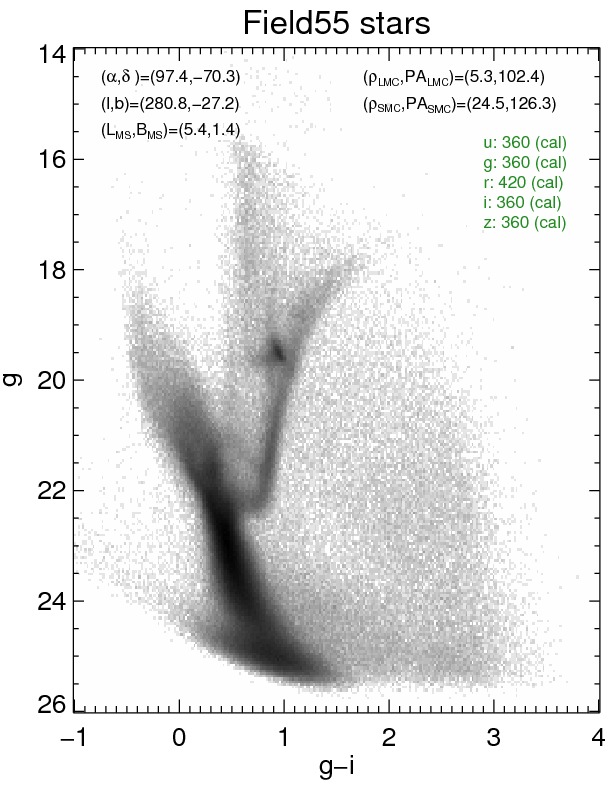 Field55 stars
(α,δ )=(97.4,−70.3)
(ρLMC,PALMC)=(5.3,102.4)
(l,b)=(280.8,−27.2)
(ρSMC,PASMC)=(24.5,126.3)
(LMS,BMS)=(5.4,1.4)
u: 360 (cal)
g: 360 (cal)
r: 420 (cal)
i: 360 (cal)
z: 360 (cal)
14
16
18
20
22
24
26
g
−1 0 1 2 3 4
g−i